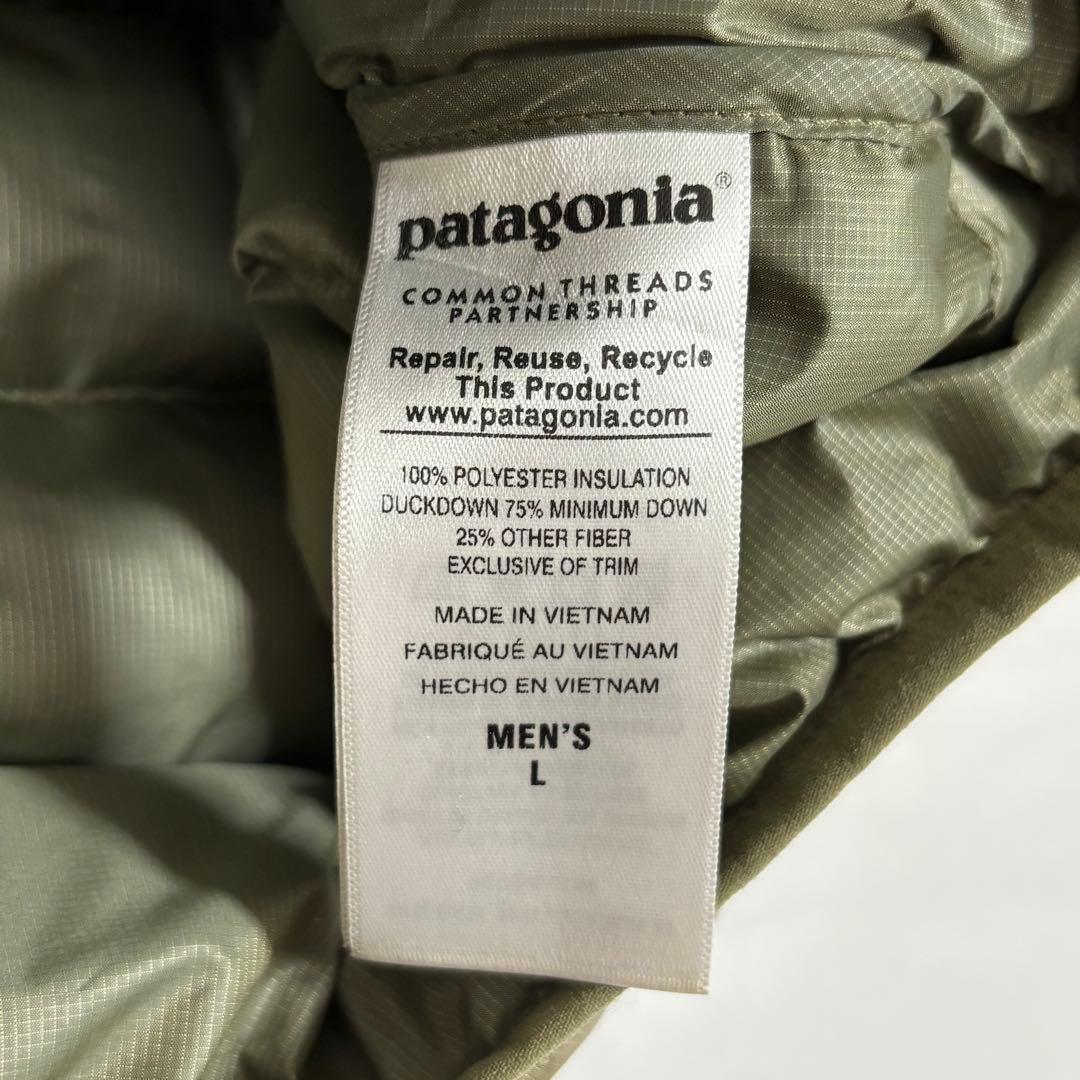 patagonia®
COMMON THREADS
PARTNERSHIP
Repair, Reuse, Recycle
This Product
www.patagonia.com
100% POLYESTER INSULATION
DUCKDOWN 75% MINIMUM DOWN
25% OTHER FIBER
EXCLUSIVE OF TRIM
MADE IN VIETNAM
FABRIQUÉ AU VIETNAM
HECHO EN VIETNAM
MEN'S
L